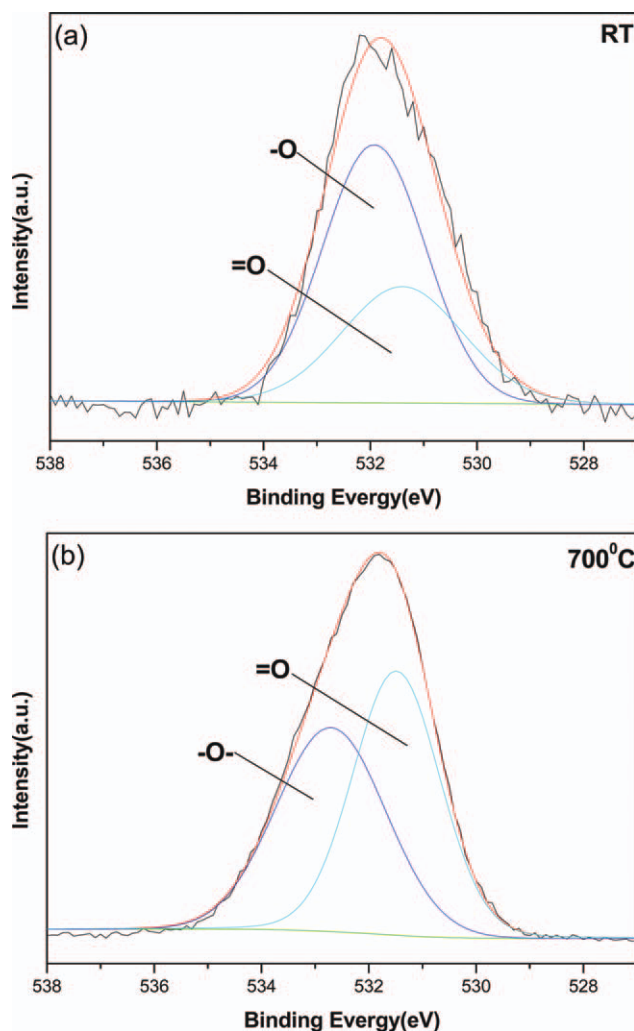 (a)
RT
-O
=O
Intensity(a.u.)
538 536 534 532 530 528
Binding Evergy(eV)
(b)
700⁰C
=O
-O-
Intensity(a.u.)
538 536 534 532 530 528
Binding Evergy(eV)